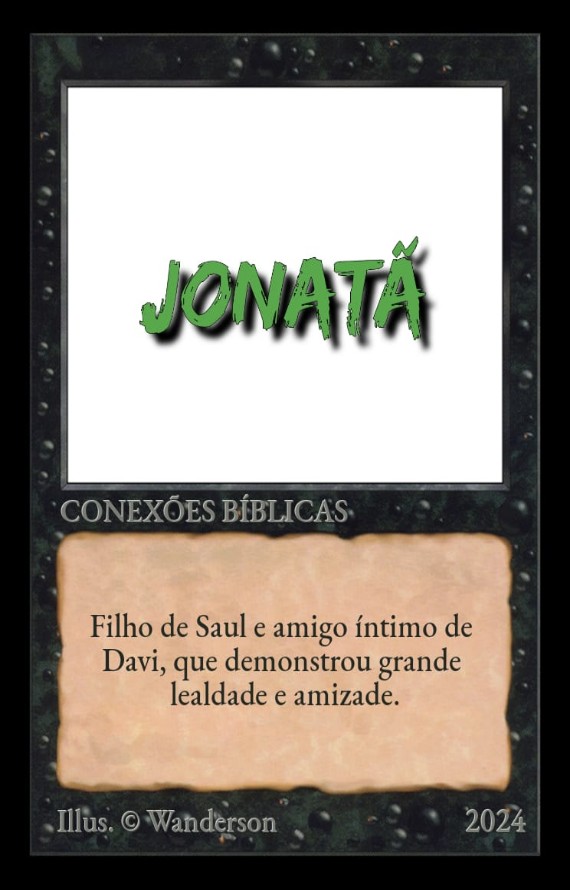 JONATÃ
CONEXÕES BÍBLICAS
Filho de Saul e amigo íntimo de
Davi, que demonstrou grande
lealdade e amizade.
Illus. © Wanderson
2024